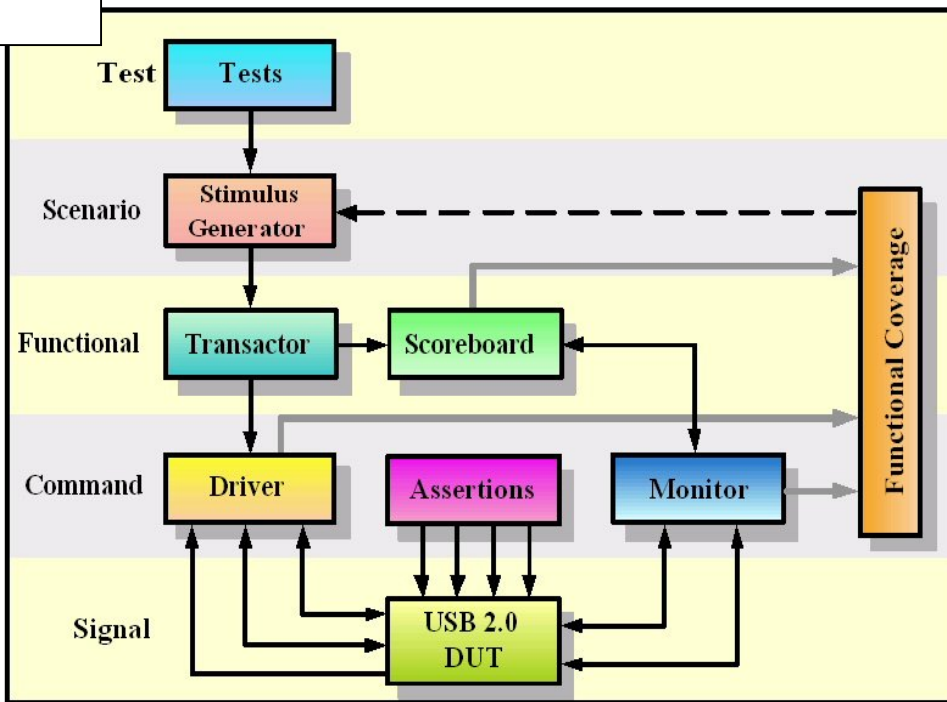 Test
Tests
Scenario
Stimulus
Generator
Functional
Transactor
Scoreboard
Functional Coverage
Command
Driver
Assertions
Monitor
Signal
USB 2.0
DUT